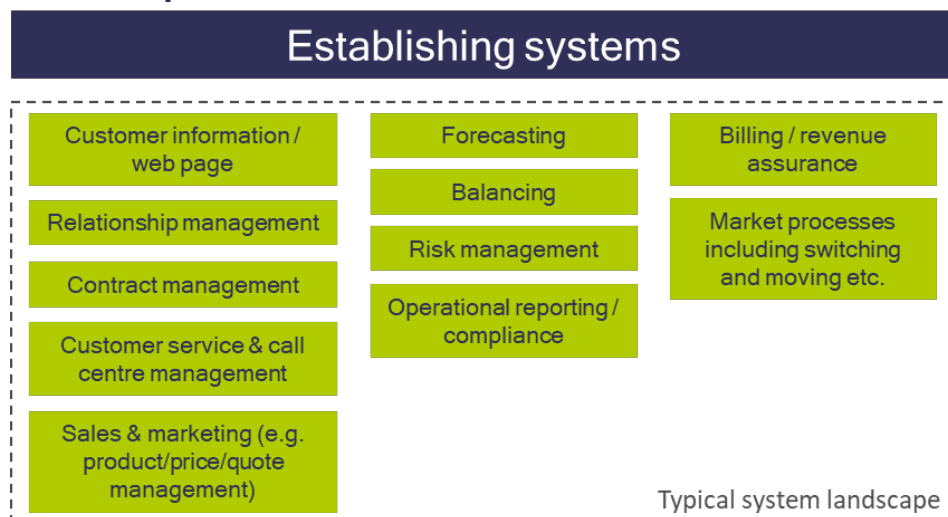 Establishing systems
Customer information /
web page
Relationship management
Contract management
Customer service & call
centre management
Sales & marketing (e.g.
product/price/quote
management)
Forecasting
Balancing
Risk management
Operational reporting /
compliance
Billing / revenue
assurance
Market processes
including switching
and moving etc.
Typical system landscape